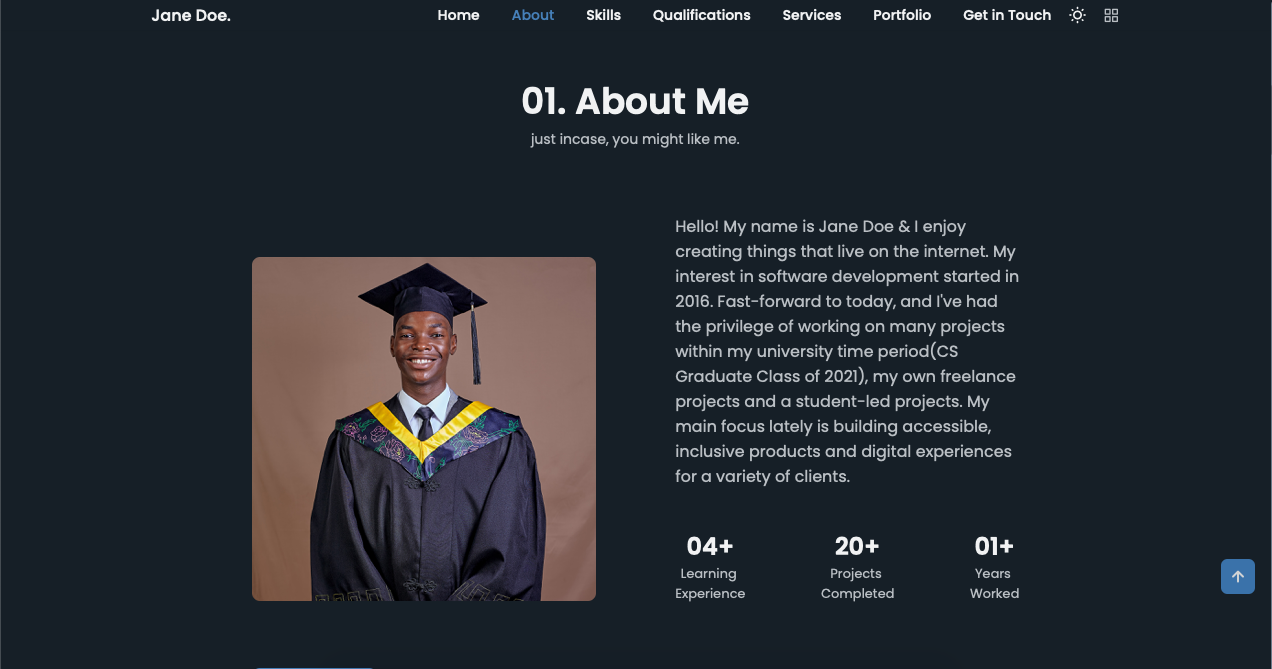 Jane Doe.
Home About Skills Qualifications Services Portfolio Get in Touch
01. About Me
just incase, you might like me.
Hello! My name is Jane Doe & I enjoy
creating things that live on the internet. My
interest in software development started in
2016. Fast-forward to today, and I've had
the privilege of working on many projects
within my university time period(CS
Graduate Class of 2021), my own freelance
projects and a student-led projects. My
main focus lately is building accessible,
inclusive products and digital experiences
for a variety of clients.
04+
Learning
Experience
20+
Projects
Completed
01+
Years
Worked